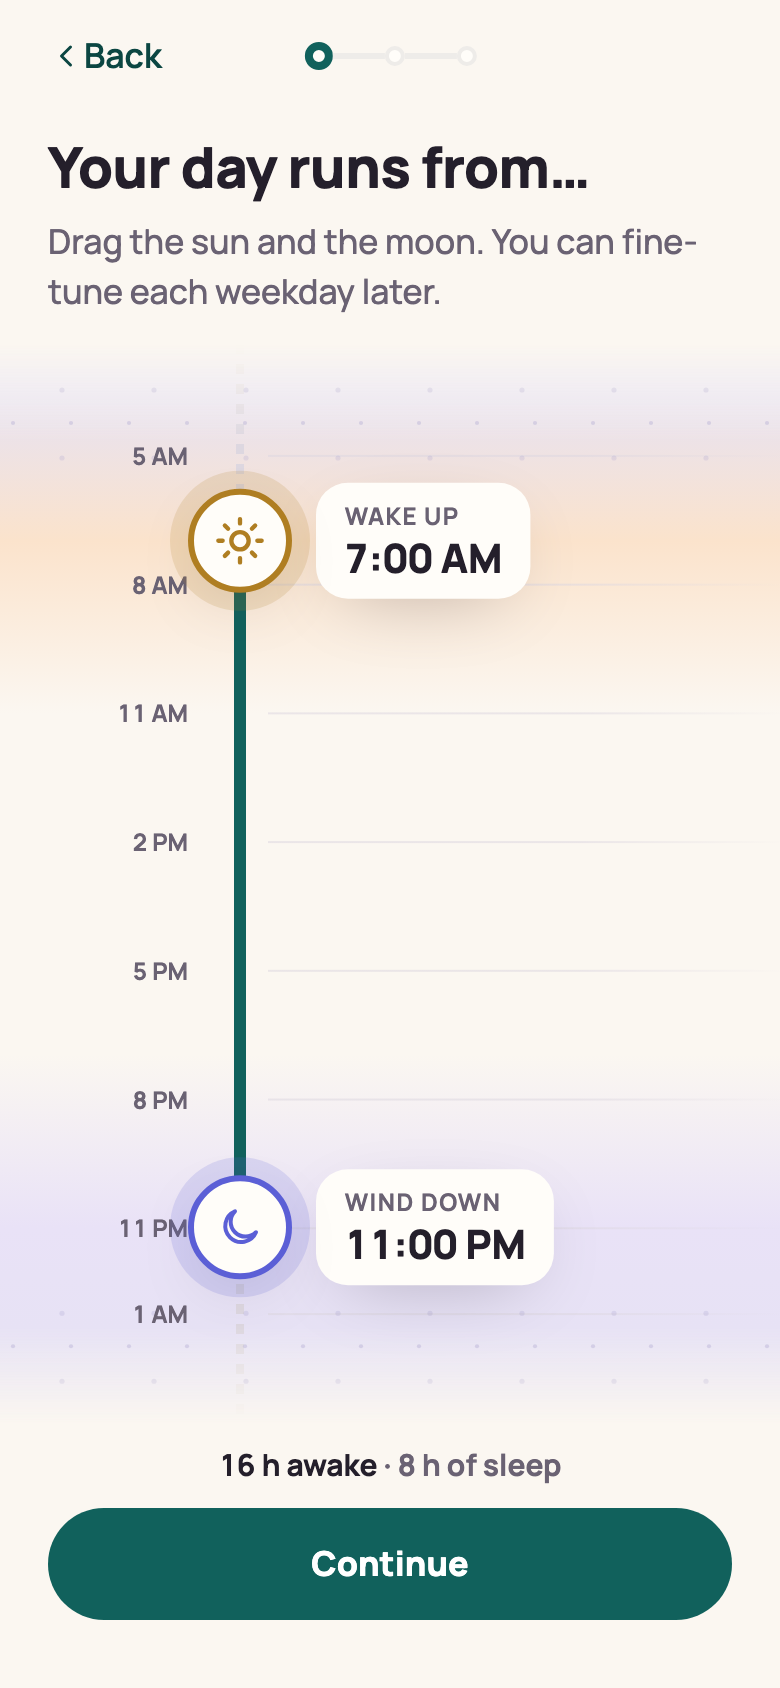 Back
Your day runs from...
Drag the sun and the moon. You can fine-
tune each weekday later.
5 AM
WAKE UP
7:00 AM
8 AM
11 AM
2 PM
5 PM
8 PM
WIND DOWN
11:00 PM
11 PM
1 AM
16 h awake · 8 h of sleep
Continue